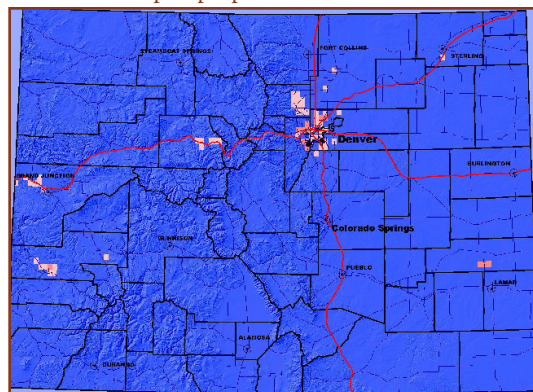 STEAMBOAT SPRINGS
FORT COLLINS
STERLING
Denver
BURLINGTON
GRAND JUNCTION
GUNNISON
Colorado Springs
PUEBLO
LAMAR
ALAMOSA
DURANGO